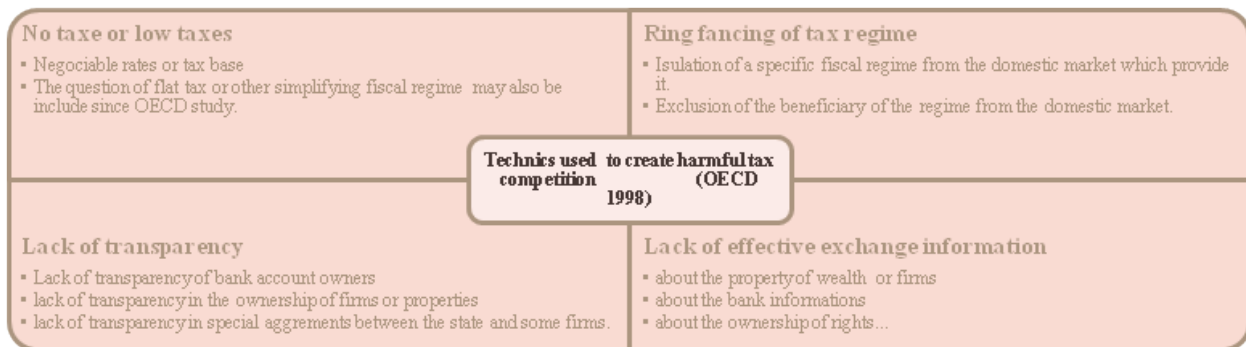 No taxe or low taxes
▪ Negociable rates or tax base
▪ The question of flat tax or other simplifying fiscal regime may also be
include since OECD study.
Ring fancing of tax regime
▪ Isulation of a specific fiscal regime from the domestic market which provide
it.
▪ Exclusion of the beneficiary of the regime from the domestic market.
Technics used to create harmful tax
competition (OECD
1998)
Lack of transparency
▪ Lack of transparency of bank account owners
▪ lack of transparency in the ownership of firms or properties
▪ lack of transparency in special aggrements between the state and some firms.
Lack of effective exchange information
▪ about the property of wealth or firms
▪ about the bank informations
▪ about the ownership of rights...